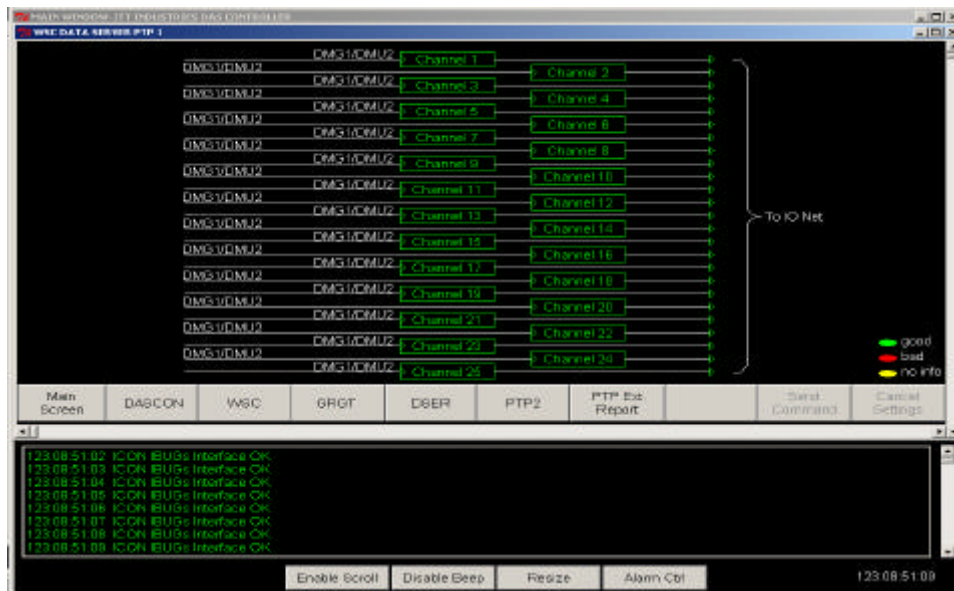 MAIN WINDOW-ITT INDUSTRIES DAS CONTROLLER
WSC DATA SERVER PTP 1
DMG1/DMU2 Channel 1
DMG1/DMU2 Channel 2
DMG1/DMU2 Channel 3
DMG1/DMU2 Channel 4
DMG1/DMU2 Channel 5
DMG1/DMU2 Channel 6
DMG1/DMU2 Channel 7
DMG1/DMU2 Channel 8
DMG1/DMU2 Channel 9
DMG1/DMU2 Channel 10
DMG1/DMU2 Channel 11
DMG1/DMU2 Channel 12
DMG1/DMU2 Channel 13
DMG1/DMU2 Channel 14
DMG1/DMU2 Channel 15
DMG1/DMU2 Channel 16
DMG1/DMU2 Channel 17
DMG1/DMU2 Channel 18
DMG1/DMU2 Channel 19
DMG1/DMU2 Channel 20
DMG1/DMU2 Channel 21
DMG1/DMU2 Channel 22
DMG1/DMU2 Channel 23
DMG1/DMU2 Channel 24
DMG1/DMU2 Channel 25
To IO Net
good
bad
no info
Main Screen DASCON WSC GRGT DSER PTP2 PTP Ext Report Send Command Cancel Settings
123:08:51:02 ICON IBUGs Interface OK
123:08:51:03 ICON IBUGs Interface OK
123:08:51:04 ICON IBUGs Interface OK
123:08:51:05 ICON IBUGs Interface OK
123:08:51:06 ICON IBUGs Interface OK
123:08:51:07 ICON IBUGs Interface OK
123:08:51:08 ICON IBUGs Interface OK
123:08:51:09 ICON IBUGs Interface OK
Enable Scroll Disable Beep Resize Alarm Ctrl 123:08:51:09